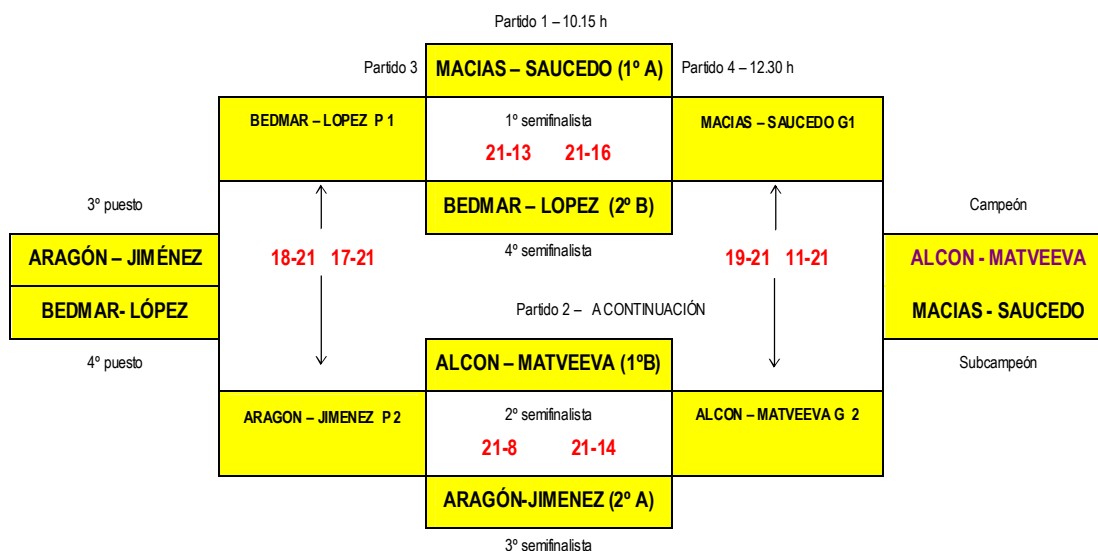 Partido 1 – 10.15 h
Partido 3
MACIAS – SAUCEDO (1º A)
Partido 4 – 12.30 h
BEDMAR – LOPEZ P 1
1º semifinalista
MACIAS – SAUCEDO G1
21-13 21-16
3º puesto
BEDMAR – LOPEZ (2º B)
Campeón
ARAGÓN – JIMÉNEZ
18-21 17-21
4º semifinalista
19-21 11-21
ALCON - MATVEEVA
BEDMAR- LÓPEZ
Partido 2 – A CONTINUACIÓN
MACIAS - SAUCEDO
4º puesto
ALCON – MATVEEVA (1ºB)
Subcampeón
ARAGON – JIMENEZ P 2
2º semifinalista
ALCON – MATVEEVA G 2
21-8 21-14
ARAGÓN-JIMENEZ (2º A)
3º semifinalista